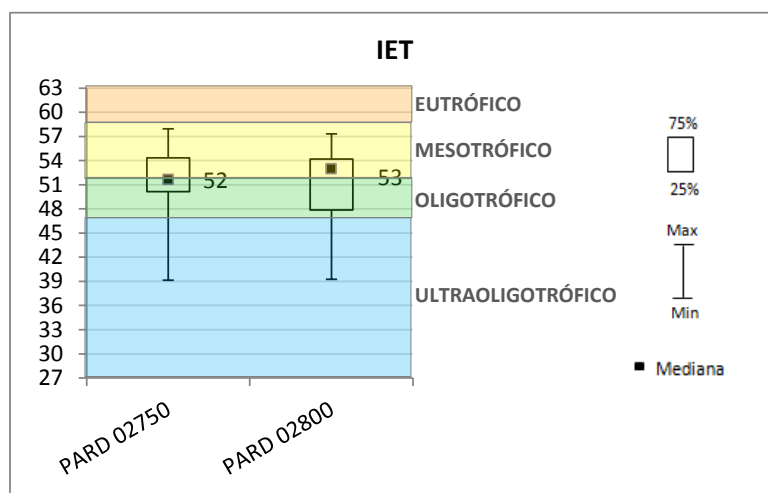 IET
63
60
57
54
51
48
45
42
39
36
33
30
27
52
53
EUTRÓFICO
MESOTRÓFICO
OLIGOTRÓFICO
ULTRAOLIGOTRÓFICO
PARD 02750
PARD 02800
75%
25%
Max
Min
Mediana